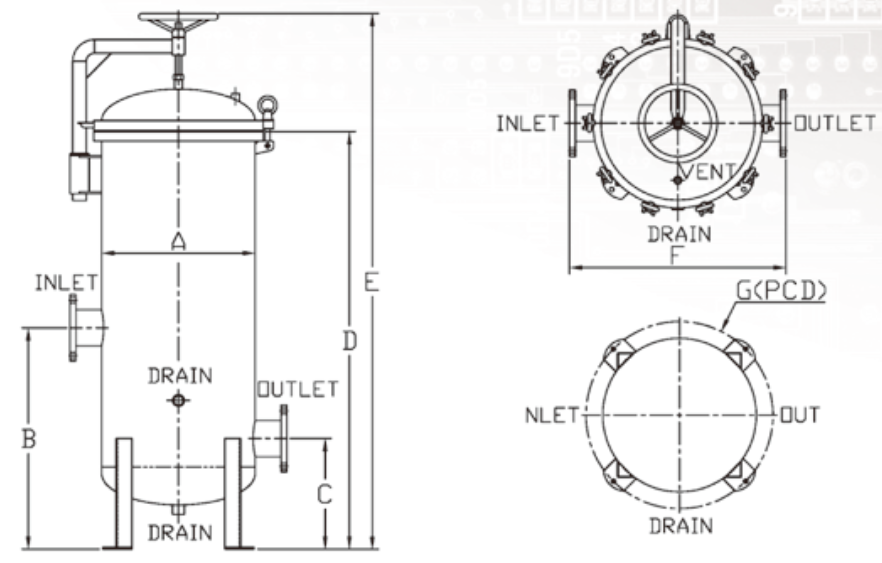 INLET
OUTLET
VENT
DRAIN
F
A
E
INLET
G(PCD)
D
DRAIN
OUTLET
NLET
OUT
B
C
DRAIN
DRAIN